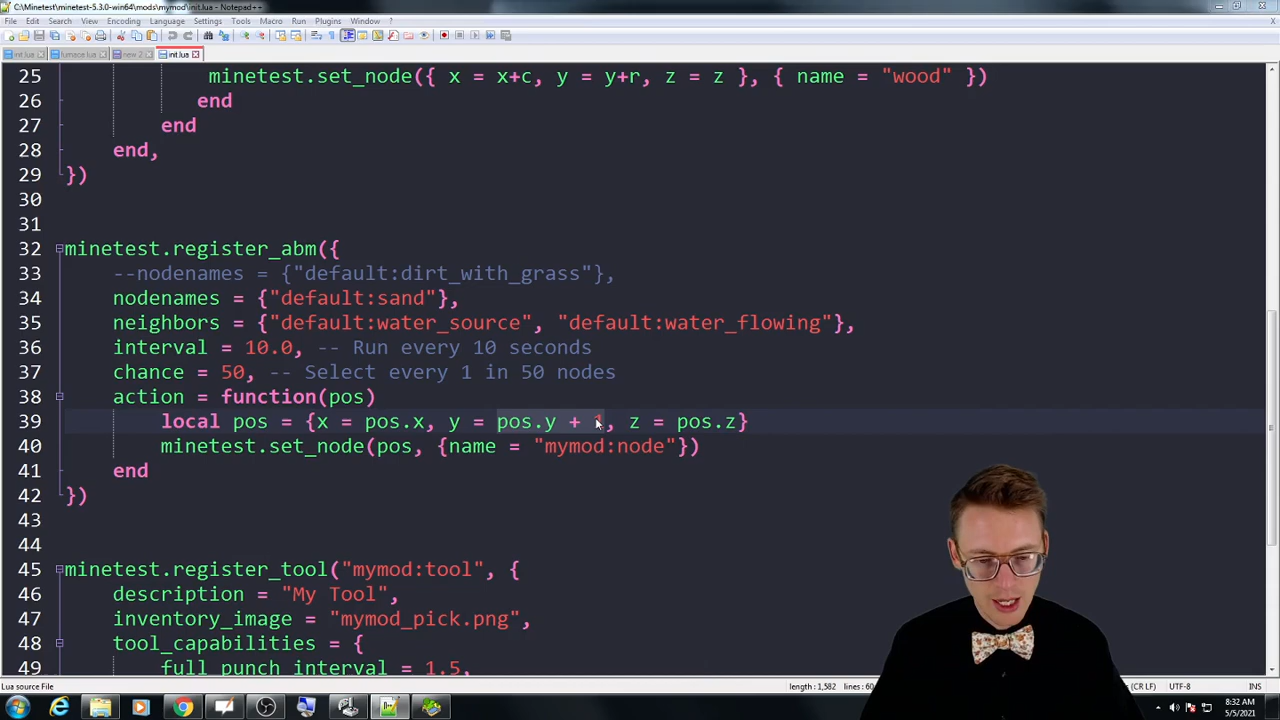 C:\Minetest\minetest-5.3.0-win64\mods\mymod\init.lua - Notepad++
File Edit Search View Encoding Language Settings Tools Macro Run Plugins Window ?
init.lua furnace.lua new 2 init.lua
25 minetest.set_node({ x = x+c, y = y+r, z = z }, { name = "wood" })
26 end
27 end
28 end,
29 })
30
31
32 minetest.register_abm({
33 --nodenames = {"default:dirt_with_grass"},
34 nodenames = {"default:sand"},
35 neighbors = {"default:water_source", "default:water_flowing"},
36 interval = 10.0, -- Run every 10 seconds
37 chance = 50, -- Select every 1 in 50 nodes
38 action = function(pos)
39 local pos = {x = pos.x, y = pos.y + 1, z = pos.z}
40 minetest.set_node(pos, {name = "mymod:node"})
41 end
42 })
43
44
45 minetest.register_tool("mymod:tool", {
46 description = "My Tool",
47 inventory_image = "mymod_pick.png",
48 tool_capabilities = {
49 full_punch_interval = 1.5,
Lua source File length : 1,582 lines : 60 (CR LF) UTF-8 INS
8:32 AM
5/5/2021